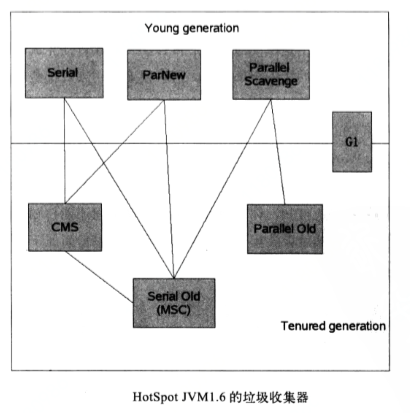 Young generation
Serial
ParNew
Parallel
Scavenge
G1
CMS
Parallel Old
Serial Old
(MSC)
Tenured generation
HotSpot JVM1.6 的垃圾收集器